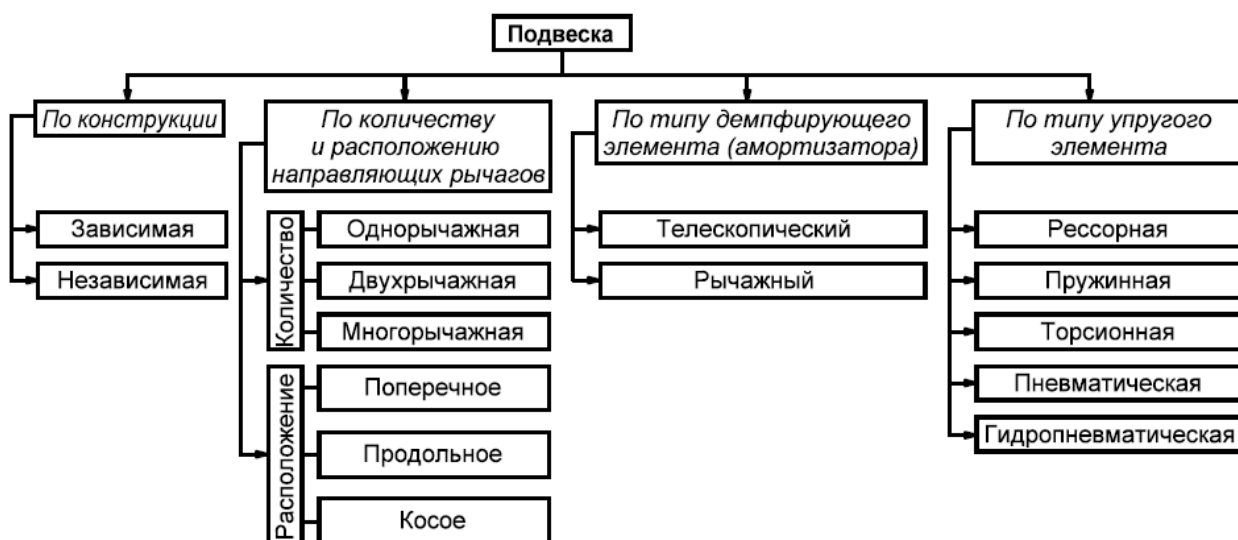 Подвеска
По конструкции
Зависимая
Независимая
По количеству
и расположению
направляющих рычагов
Количество
Однорычажная
Двухрычажная
Многорычажная
Расположение
Поперечное
Продольное
Косое
По типу демпфирующего
элемента (амортизатора)
Телескопический
Рычажный
По типу упругого
элемента
Рессорная
Пружинная
Торсионная
Пневматическая
Гидропневматическая